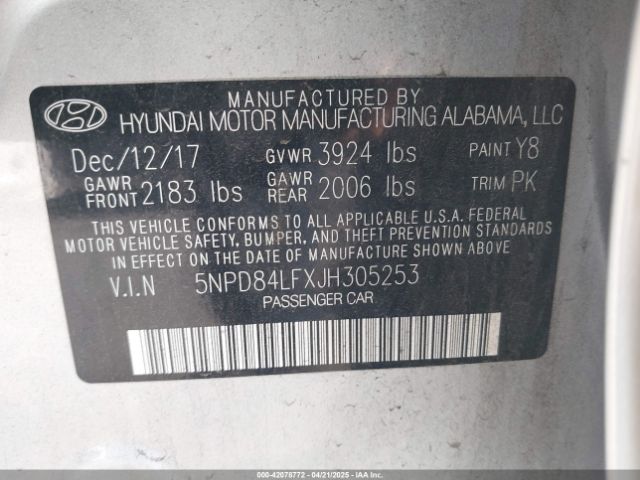 MANUFACTURED BY
HYUNDAI MOTOR MANUFACTURING ALABAMA, LLC
Dec/12/17 GVWR 3924 lbs PAINT Y8
GAWR FRONT 2183 lbs GAWR REAR 2006 lbs TRIM PK
THIS VEHICLE CONFORMS TO ALL APPLICABLE U.S.A. FEDERAL
MOTOR VEHICLE SAFETY, BUMPER, AND THEFT PREVENTION
STANDARDS IN EFFECT ON THE DATE OF MANUFACTURE SHOWN ABOVE.
V.I.N 5NPD84LFXJH305253
PASSENGER CAR
000-42078772 - 04/21/2025 - IAAI.COM